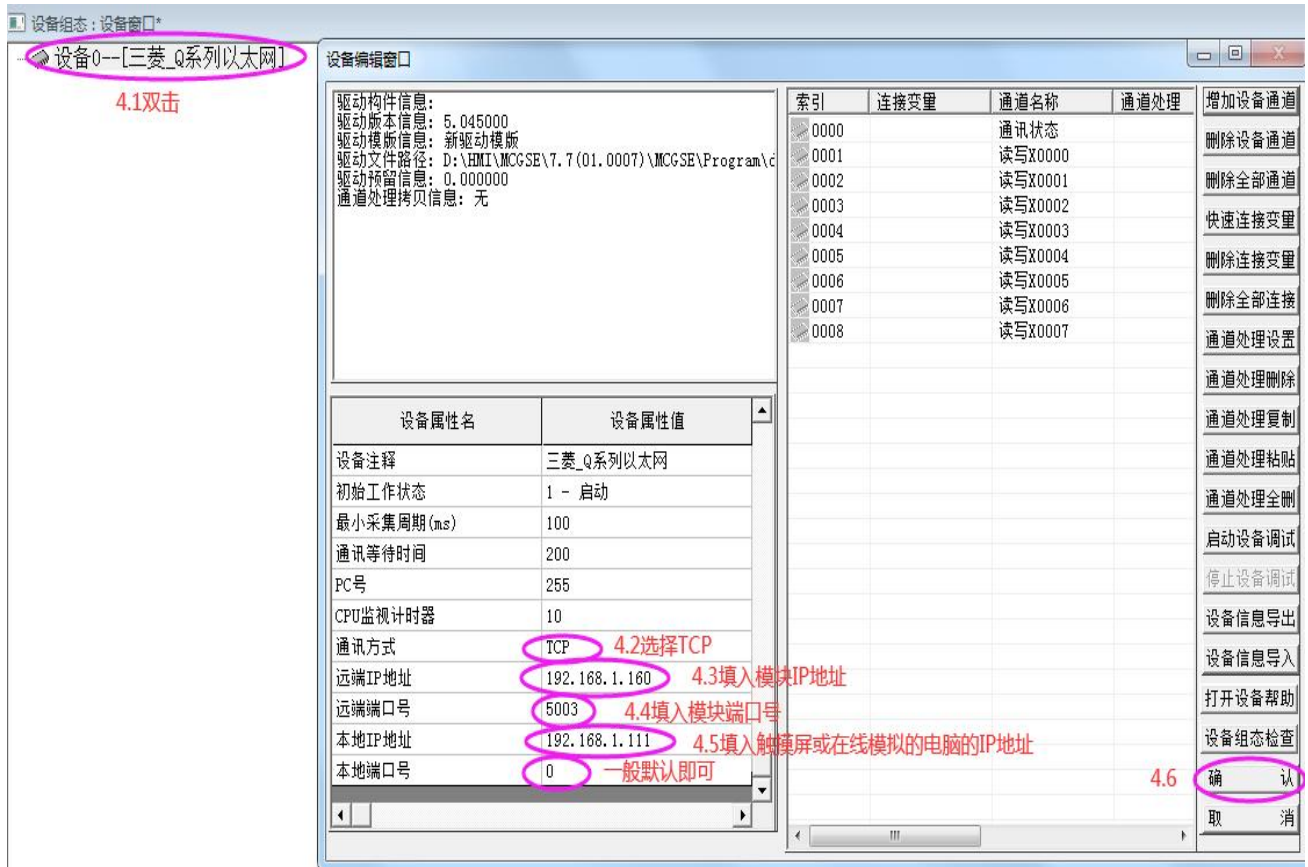 设备组态:设备窗口*
设备0--[三菱_Q系列以太网]
4.1双击
设备编辑窗口
驱动构件信息:
驱动版本信息: 5.045000
驱动模版信息: 新驱动模版
驱动文件路径: D:\HMI\MCGSE\7.7(01.0007)\MCGSE\Program\d
驱动预留信息: 0.000000
通道处理拷贝信息: 无
设备属性名 设备属性值
设备注释 三菱_Q系列以太网
初始工作状态 1 - 启动
最小采集周期(ms) 100
通讯等待时间 200
PC号 255
CPU监视计时器 10
通讯方式 TCP 4.2选择TCP
远端IP地址 192.168.1.160 4.3填入模块IP地址
远端端口号 5003 4.4填入模块端口号
本地IP地址 192.168.1.111 4.5填入触摸屏或在线模拟的电脑的IP地址
本地端口号 0 一般默认即可
索引 连接变量 通道名称 通道处理
0000 通讯状态
0001 读写X0000
0002 读写X0001
0003 读写X0002
0004 读写X0003
0005 读写X0004
0006 读写X0005
0007 读写X0006
0008 读写X0007
增加设备通道
删除设备通道
删除全部通道
快速连接变量
删除连接变量
删除全部连接
通道处理设置
通道处理删除
通道处理复制
通道处理粘贴
通道处理全删
启动设备调试
停止设备调试
设备信息导出
设备信息导入
打开设备帮助
设备组态检查
4.6 确 认
取 消